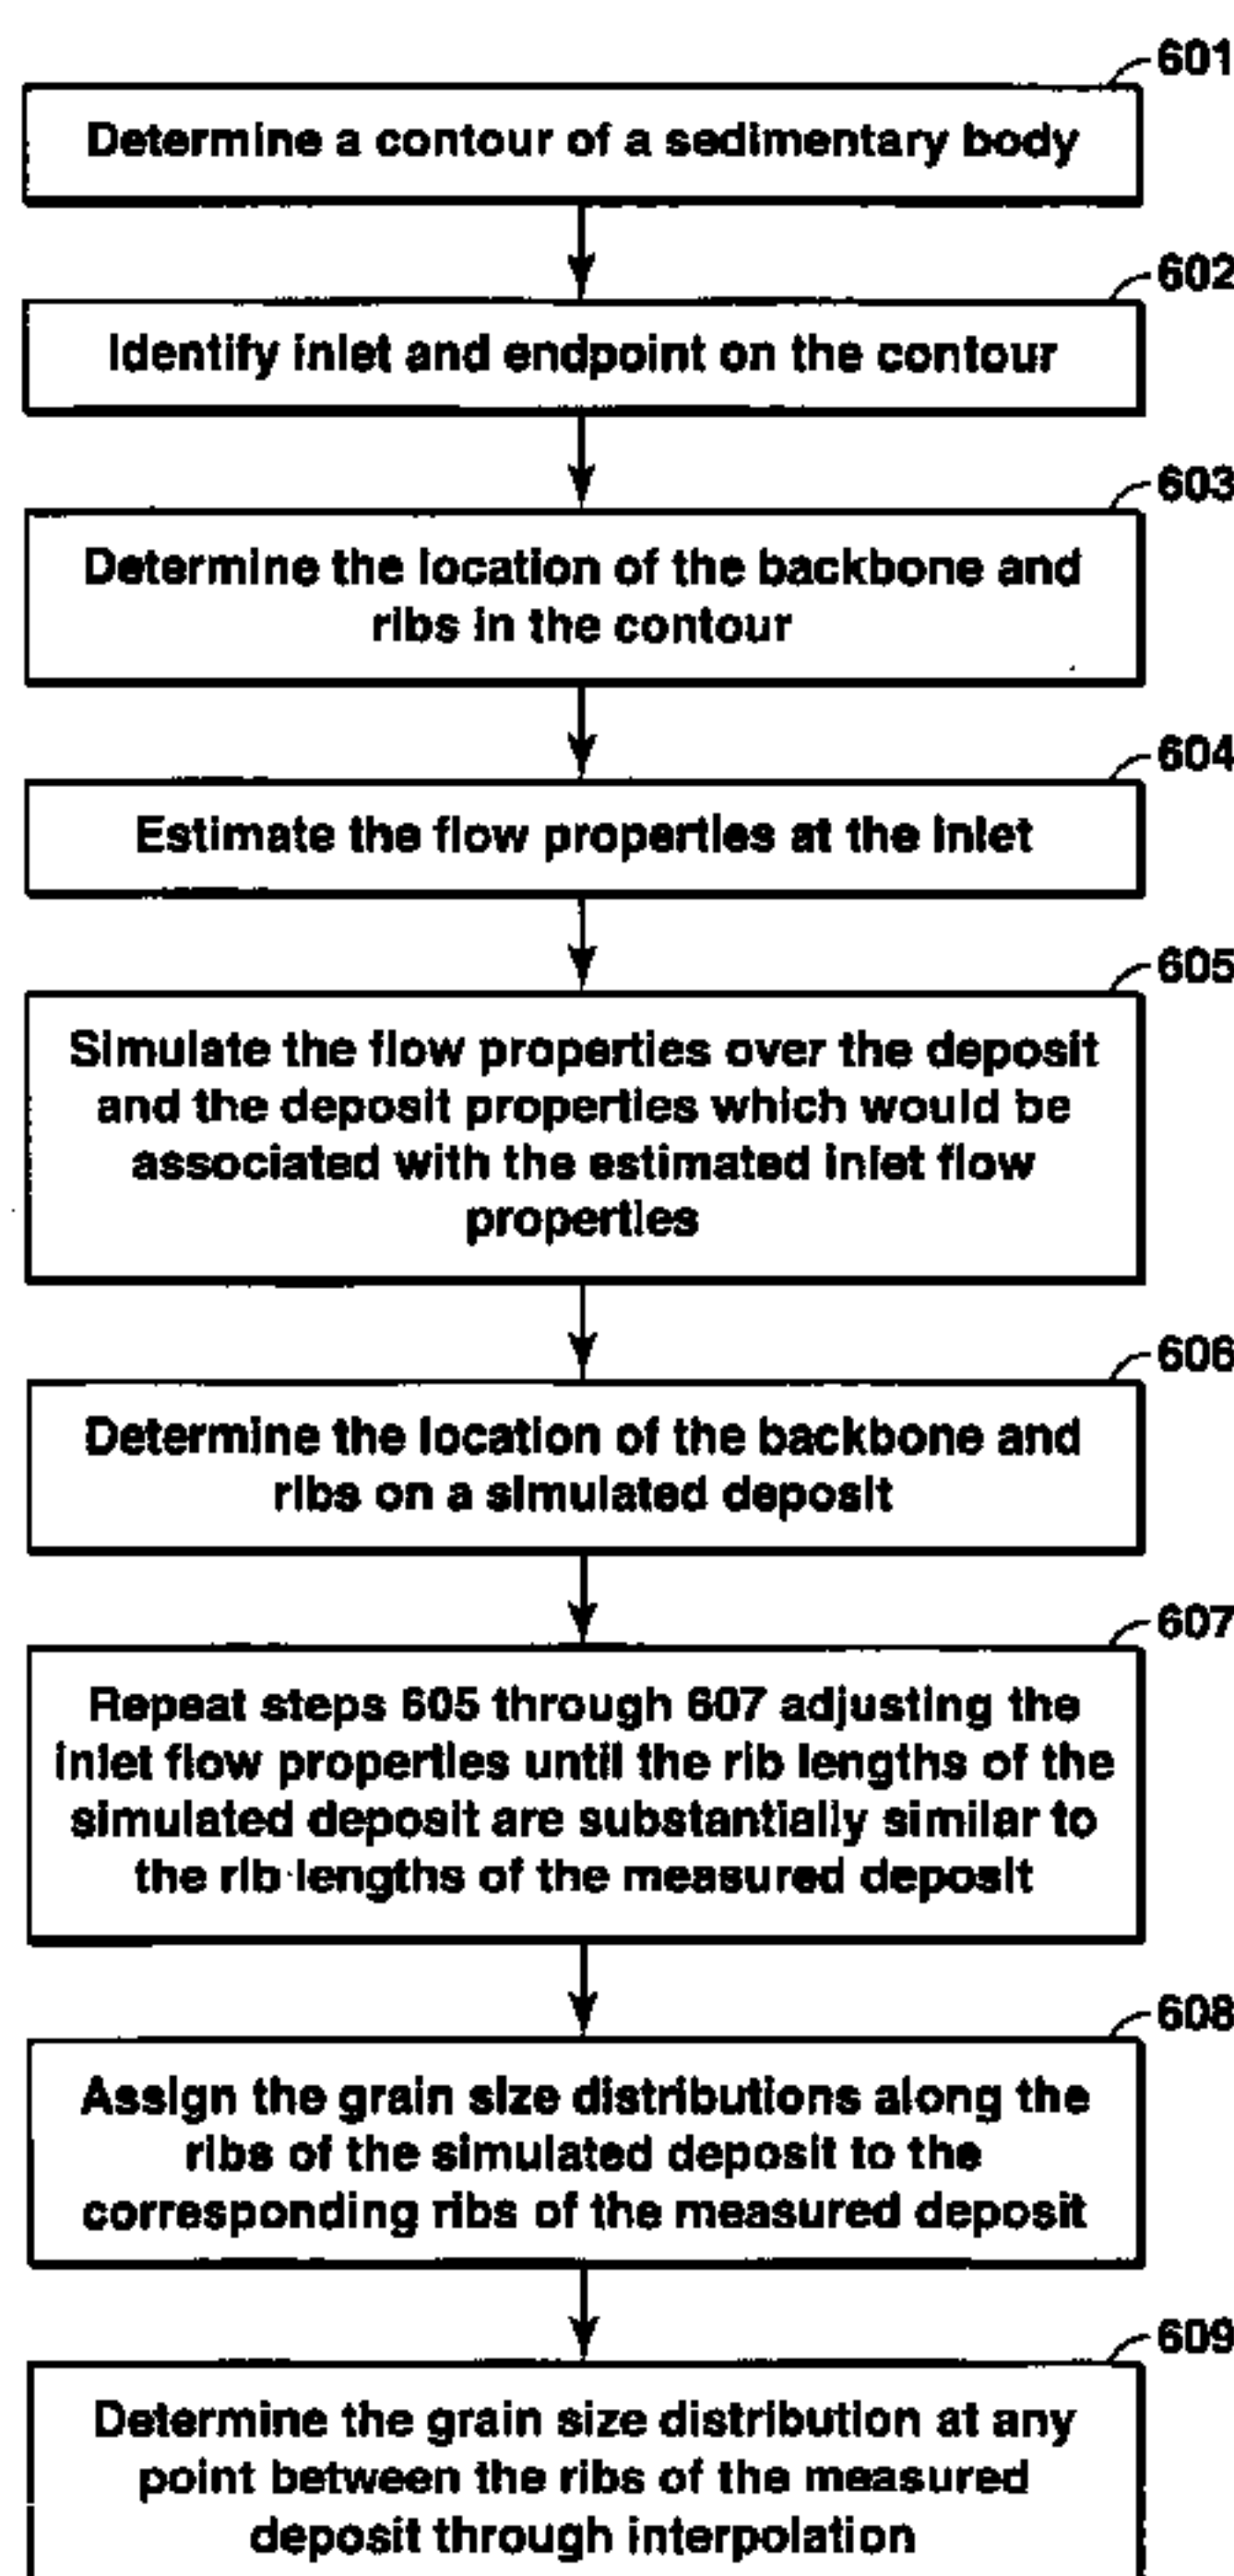 601
Determine a contour of a sedimentary body
602
Identify inlet and endpoint on the contour
603
Determine the location of the backbone and
ribs in the contour
604
Estimate the flow properties at the inlet
605
Simulate the flow properties over the deposit
and the deposit properties which would be
associated with the estimated inlet flow
properties
606
Determine the location of the backbone and
ribs on a simulated deposit
607
Repeat steps 605 through 607 adjusting the
inlet flow properties until the rib lengths of the
simulated deposit are substantially similar to
the rib lengths of the measured deposit
608
Assign the grain size distributions along the
ribs of the simulated deposit to the
corresponding ribs of the measured deposit
609
Determine the grain size distribution at any
point between the ribs of the measured
deposit through interpolation